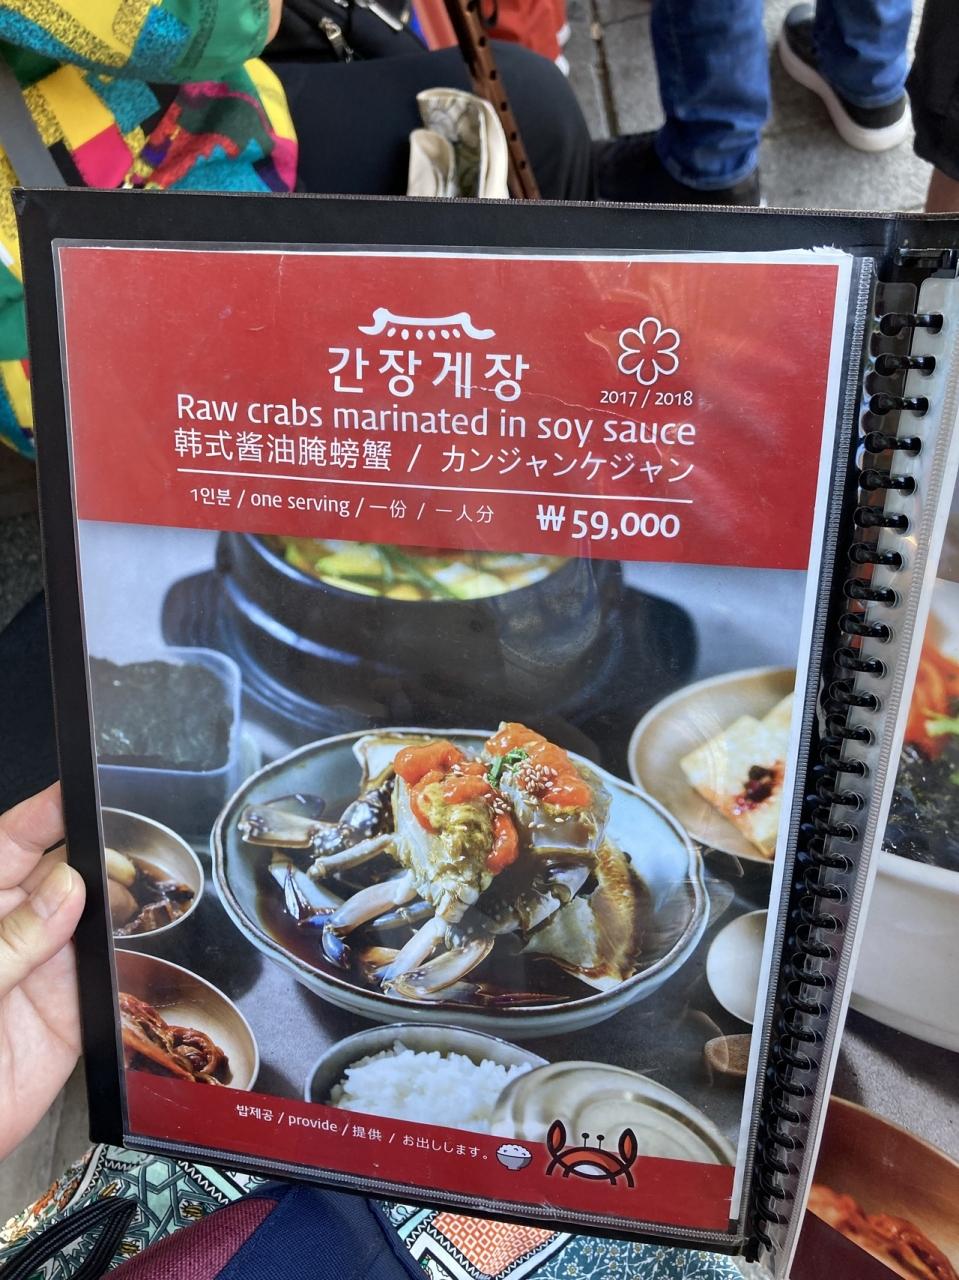 간장게장
2017 / 2018
Raw crabs marinated in soy sauce
韩式酱油腌螃蟹 / カンジャンケジャン
1인분 / one serving / 一份 / 一人分 ₩59,000
밥제공 / provide / 提供 / お出しします。